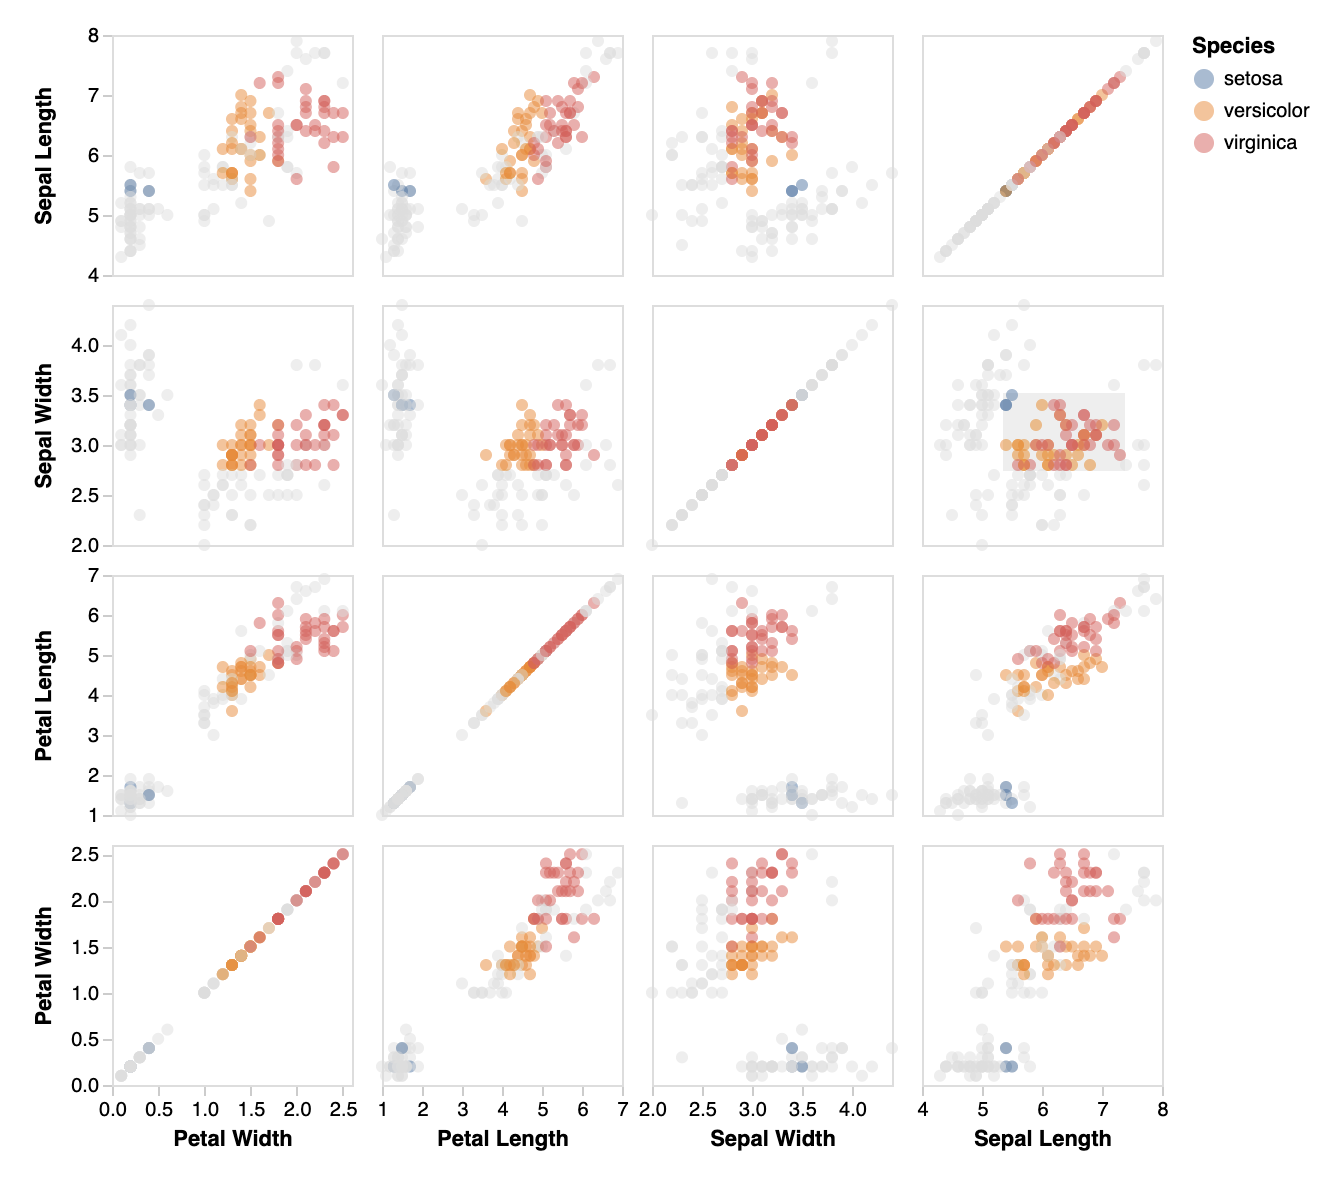 Species
setosa
versicolor
virginica
8
7
6
5
4
Sepal Length
4.0
3.5
3.0
2.5
2.0
Sepal Width
7
6
5
4
3
2
1
Petal Length
2.5
2.0
1.5
1.0
0.5
0.0
Petal Width
0.0 0.5 1.0 1.5 2.0 2.5
Petal Width
1 2 3 4 5 6 7
Petal Length
2.0 2.5 3.0 3.5 4.0
Sepal Width
4 5 6 7 8
Sepal Length